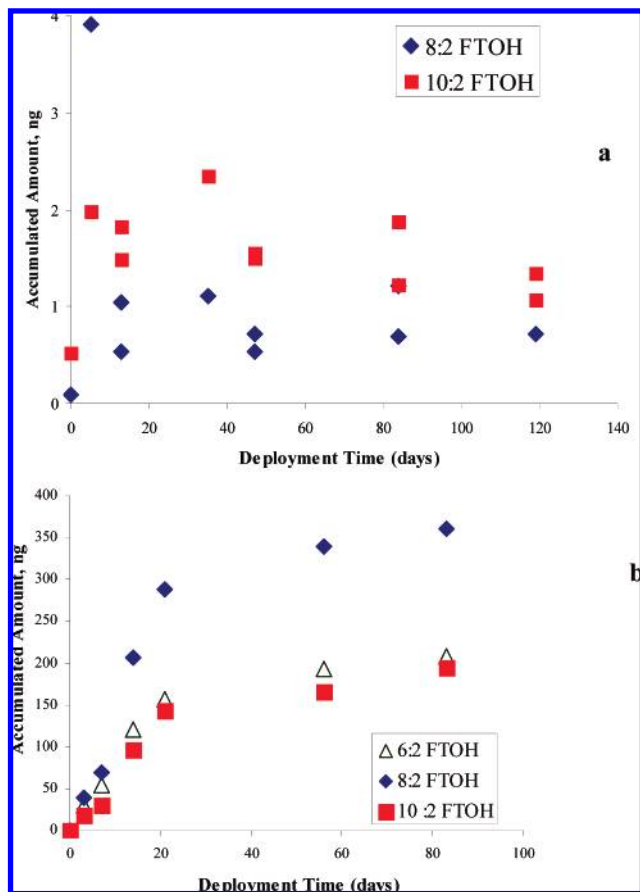 4
3
2
1
0
Accumulated Amount, ng
8:2 FTOH
10:2 FTOH
a
0 20 40 60 80 100 120 140
Deployment Time (days)
400
350
300
250
200
150
100
50
0
Accumulated Amount, ng
b
6:2 FTOH
8:2 FTOH
10 :2 FTOH
0 20 40 60 80 100
Deployment Time (days)